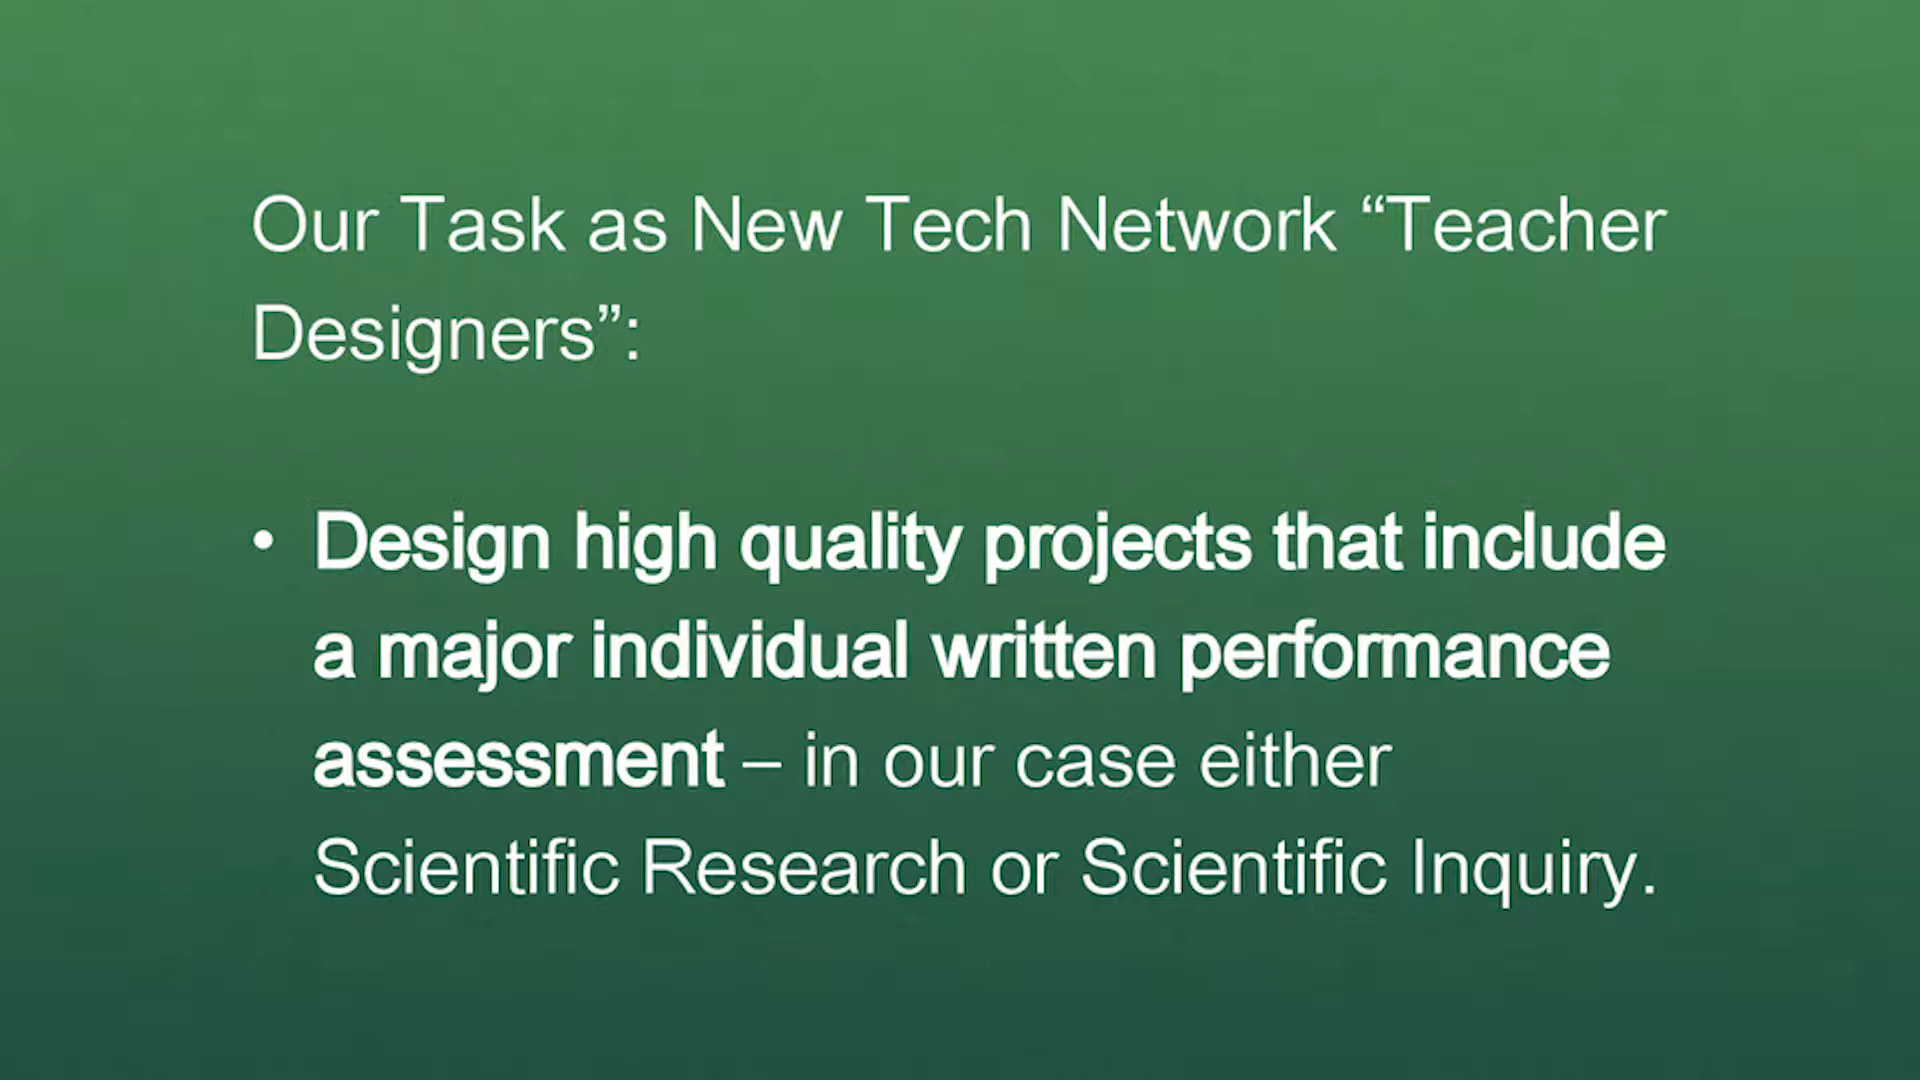 Our Task as New Tech Network “Teacher
Designers”:
• Design high quality projects that include
a major individual written performance
assessment – in our case either
Scientific Research or Scientific Inquiry.